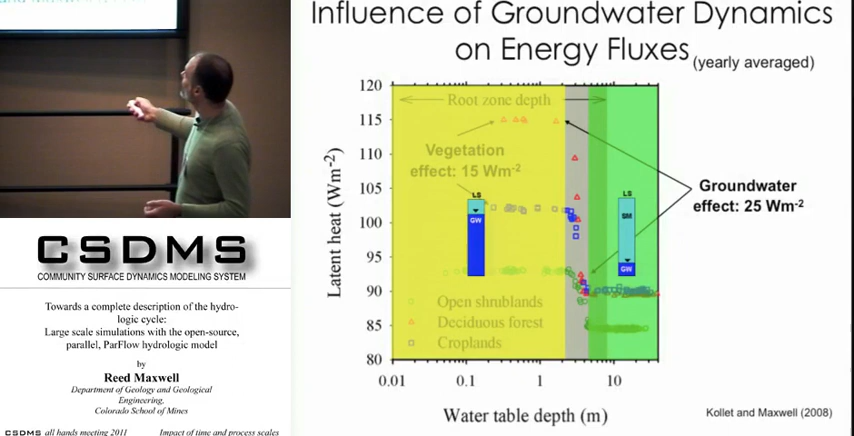 Influence of Groundwater Dynamics
on Energy Fluxes (yearly averaged)
120
115
110
105
100
95
90
85
80
Latent heat (Wm-2)
Root zone depth
Vegetation
effect: 15 Wm-2
LS
GW
LS
SM
GW
Groundwater
effect: 25 Wm-2
Open shrublands
Deciduous forest
Croplands
0.01
0.1
1
10
Water table depth (m)
Kollet and Maxwell (2008)
CSDMS
COMMUNITY SURFACE DYNAMICS MODELING SYSTEM
Towards a complete description of the hydro-
logic cycle:
Large scale simulations with the open-source,
parallel, ParFlow hydrologic model
by
Reed Maxwell
Department of Geology and Geological
Engineering,
Colorado School of Mines
CSDMS all hands meeting 2011 Impact of time and process scales